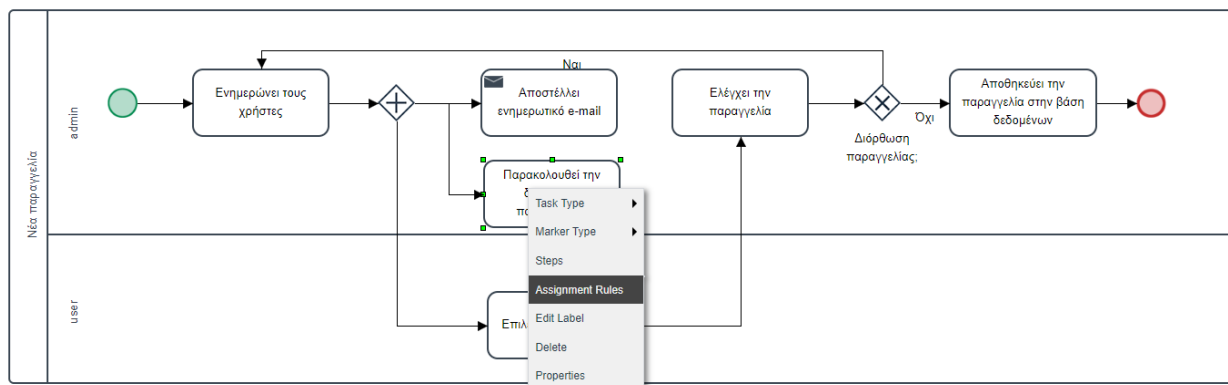 Νέα παραγγελία
admin
Ενημερώνει τους
χρήστες
Ναι
Αποστέλλει
ενημερωτικό e-mail
Ελέγχει την
παραγγελία
Όχι
Διόρθωση
παραγγελίας;
Αποθηκεύει την
παραγγελία στην βάση
δεδομένων
Παρακολουθεί την
Task Type
Marker Type
Steps
Assignment Rules
Edit Label
Delete
Properties
user